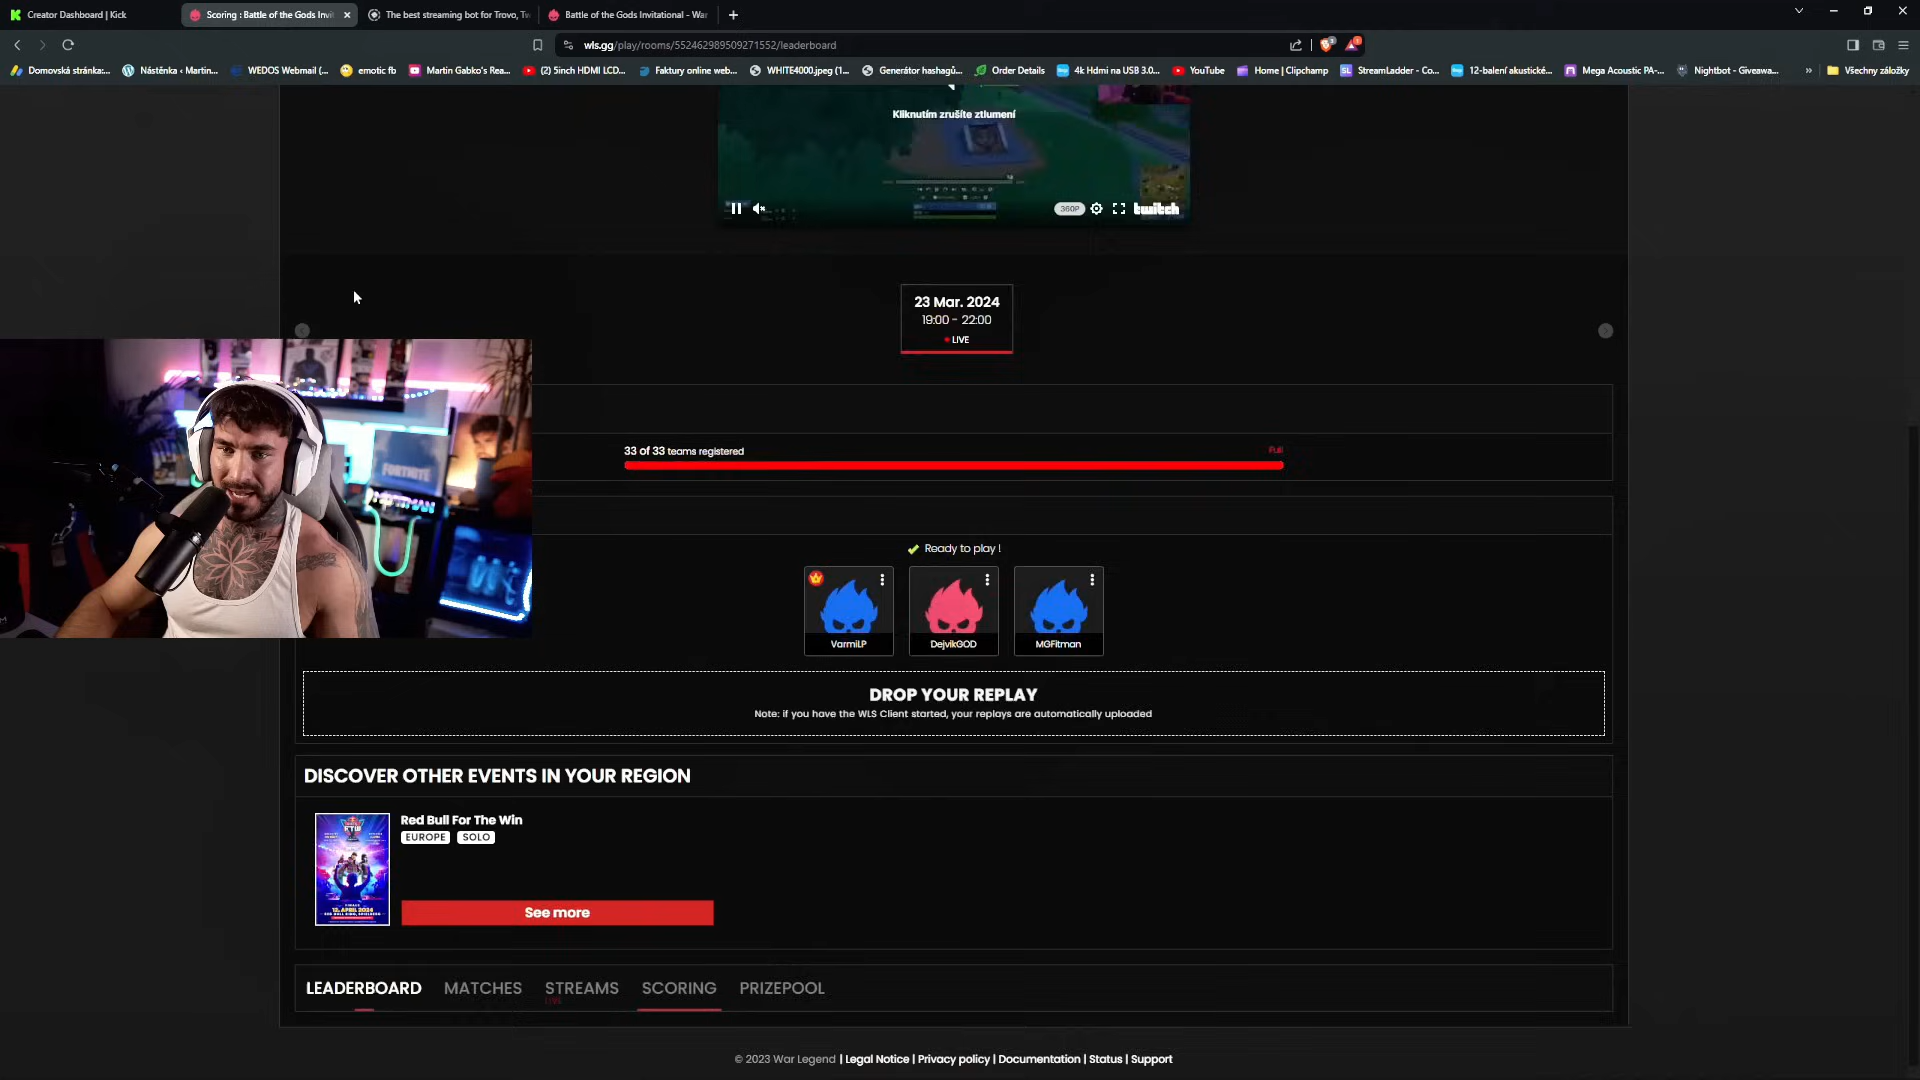 Creator Dashboard | Kick
Scoring : Battle of the Gods Invi
The best streaming bot for Trovo, Tw
Battle of the Gods Invitational - War
wls.gg/play/rooms/552462989509271552/leaderboard
Domovská stránka:...
Nástěnka ‹ Martin...
WEDOS Webmail (...
emotic fb
Martin Gabko's Rea...
(2) 5inch HDMI LCD...
Faktury online web...
WHITE4000.jpeg (1...
Generátor hashagů...
Order Details
4k Hdmi na USB 3.0...
YouTube
Home | Clipchamp
StreamLadder - Co...
12-balení akustické...
Mega Acoustic PA-...
Nightbot - Giveawa...
»
Všechny záložky
Kliknutím zrušíte ztlumení
360P
twitch
23 Mar. 2024
19:00 - 22:00
LIVE
33 of 33 teams registered
Full
FORTNITE
Ready to play !
VarmiLP
DejvikGOD
MGFitman
DROP YOUR REPLAY
Note: if you have the WLS Client started, your replays are automatically uploaded
DISCOVER OTHER EVENTS IN YOUR REGION
Red Bull For The Win
EUROPE SOLO
See more
LEADERBOARD MATCHES STREAMS SCORING PRIZEPOOL
LIVE
© 2023 War Legend | Legal Notice | Privacy policy | Documentation | Status | Support